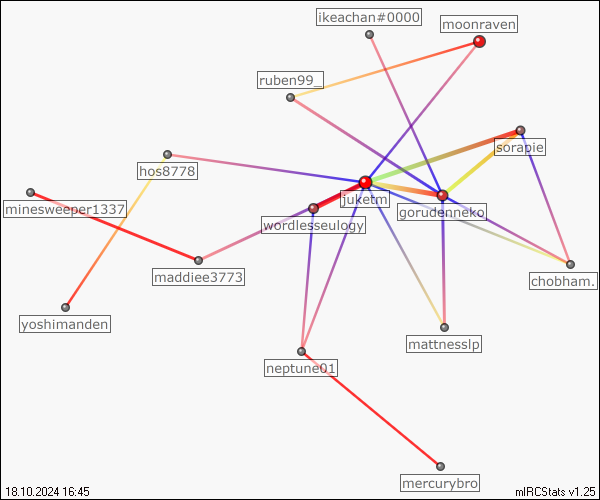 ikeachan#0000
moonraven
ruben99_
sorapie
hos8778
juketm
minesweeper1337
gorudenneko
wordlesseulogy
maddiee3773
chobham.
yoshimanden
mattnesslp
neptune01
mercurybro
18.10.2024 16:45
mIRCStats v1.25